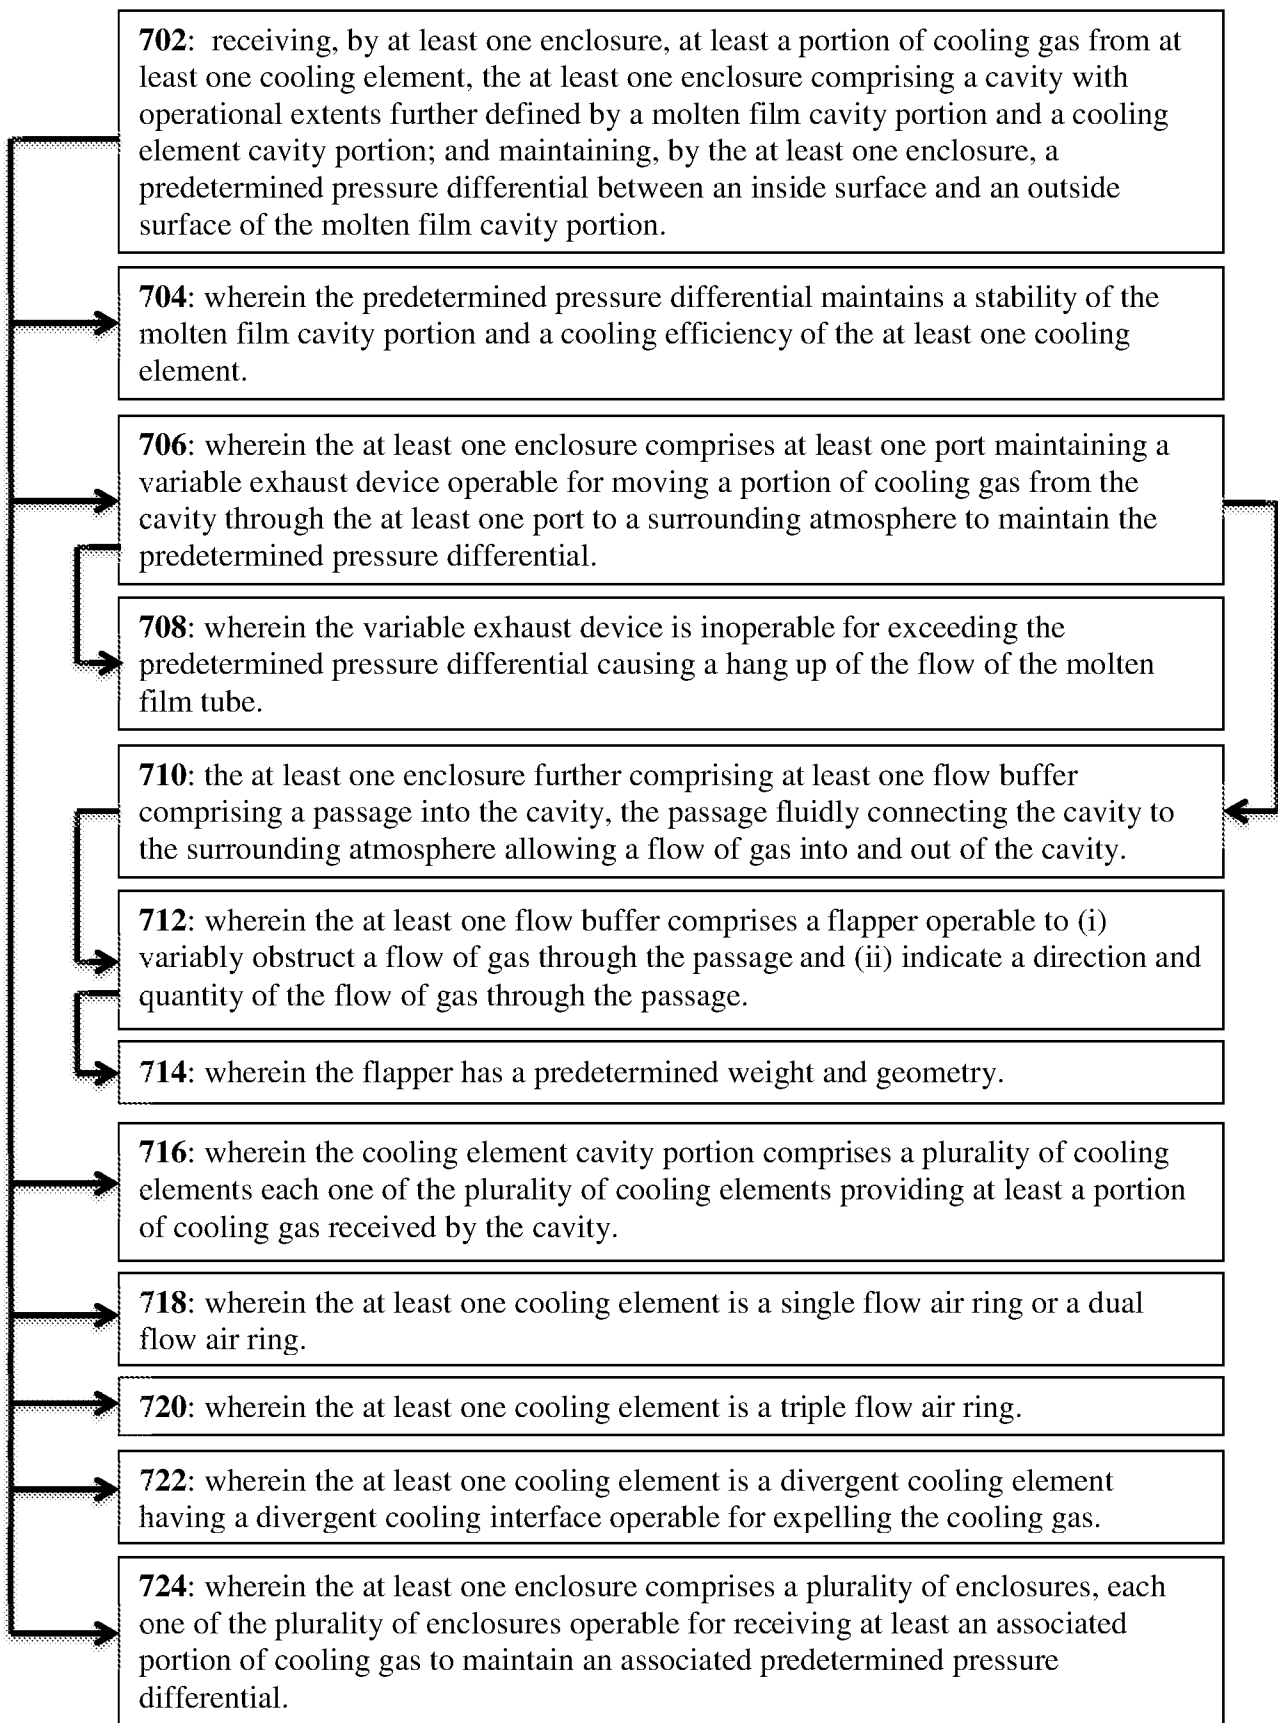 702: receiving, by at least one enclosure, at least a portion of cooling gas from at
least one cooling element, the at least one enclosure comprising a cavity with
operational extents further defined by a molten film cavity portion and a cooling
element cavity portion; and maintaining, by the at least one enclosure, a
predetermined pressure differential between an inside surface and an outside
surface of the molten film cavity portion.
704: wherein the predetermined pressure differential maintains a stability of the
molten film cavity portion and a cooling efficiency of the at least one cooling
element.
706: wherein the at least one enclosure comprises at least one port maintaining a
variable exhaust device operable for moving a portion of cooling gas from the
cavity through the at least one port to a surrounding atmosphere to maintain the
predetermined pressure differential.
708: wherein the variable exhaust device is inoperable for exceeding the
predetermined pressure differential causing a hang up of the flow of the molten
film tube.
710: the at least one enclosure further comprising at least one flow buffer
comprising a passage into the cavity, the passage fluidly connecting the cavity to
the surrounding atmosphere allowing a flow of gas into and out of the cavity.
712: wherein the at least one flow buffer comprises a flapper operable to (i)
variably obstruct a flow of gas through the passage and (ii) indicate a direction and
quantity of the flow of gas through the passage.
714: wherein the flapper has a predetermined weight and geometry.
716: wherein the cooling element cavity portion comprises a plurality of cooling
elements each one of the plurality of cooling elements providing at least a portion
of cooling gas received by the cavity.
718: wherein the at least one cooling element is a single flow air ring or a dual
flow air ring.
720: wherein the at least one cooling element is a triple flow air ring.
722: wherein the at least one cooling element is a divergent cooling element
having a divergent cooling interface operable for expelling the cooling gas.
724: wherein the at least one enclosure comprises a plurality of enclosures, each
one of the plurality of enclosures operable for receiving at least an associated
portion of cooling gas to maintain an associated predetermined pressure
differential.